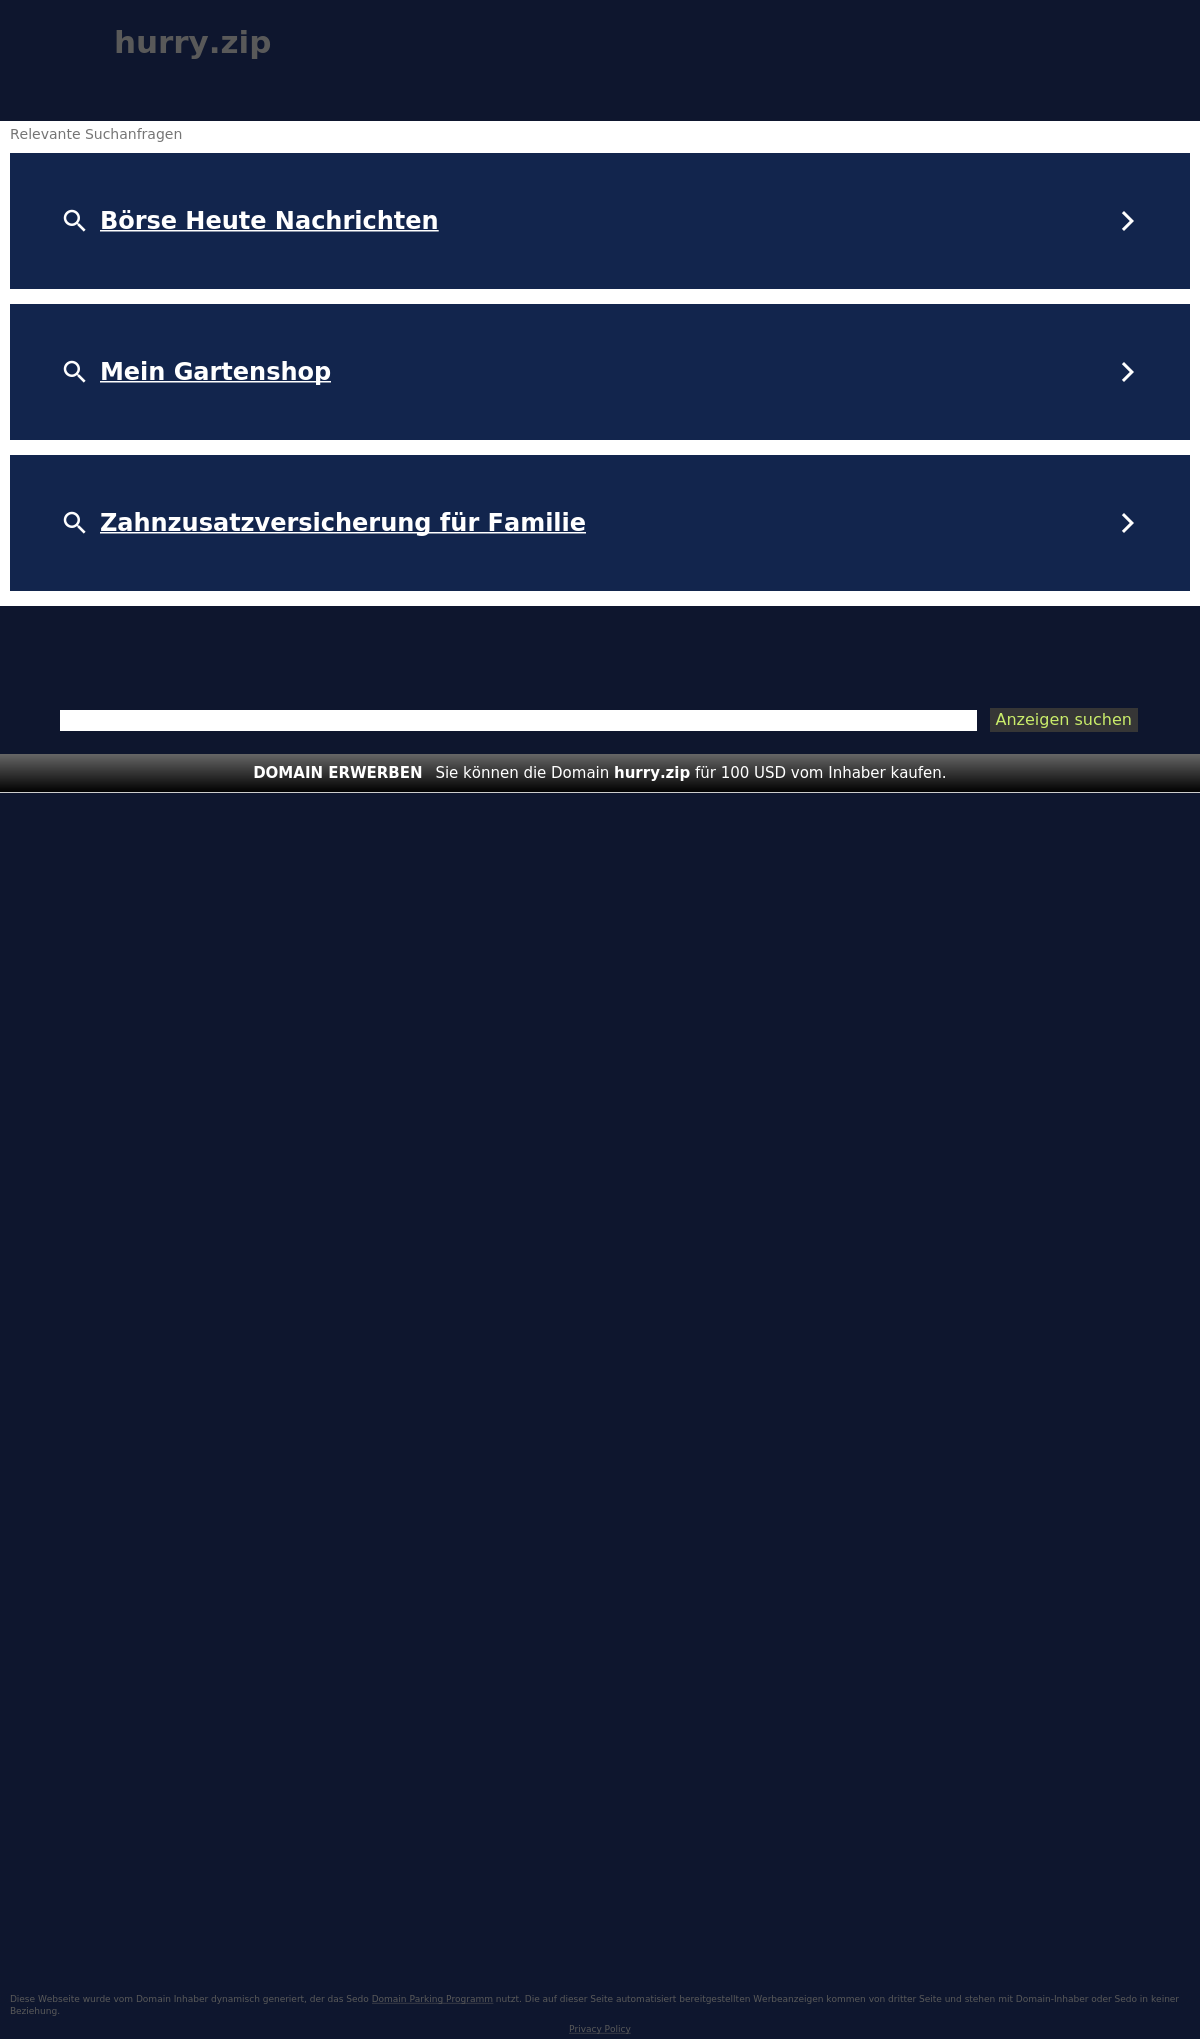 hurry.zip
Relevante Suchanfragen
Börse Heute Nachrichten
Mein Gartenshop
Zahnzusatzversicherung für Familie
Anzeigen suchen
DOMAIN ERWERBEN Sie können die Domain hurry.zip für 100 USD vom Inhaber kaufen.
Diese Webseite wurde vom Domain Inhaber dynamisch generiert, der das Sedo Domain Parking Programm nutzt. Die auf dieser Seite automatisiert bereitgestellten Werbeanzeigen kommen von dritter Seite und stehen mit Domain-Inhaber oder Sedo in keiner
Beziehung.
Privacy Policy